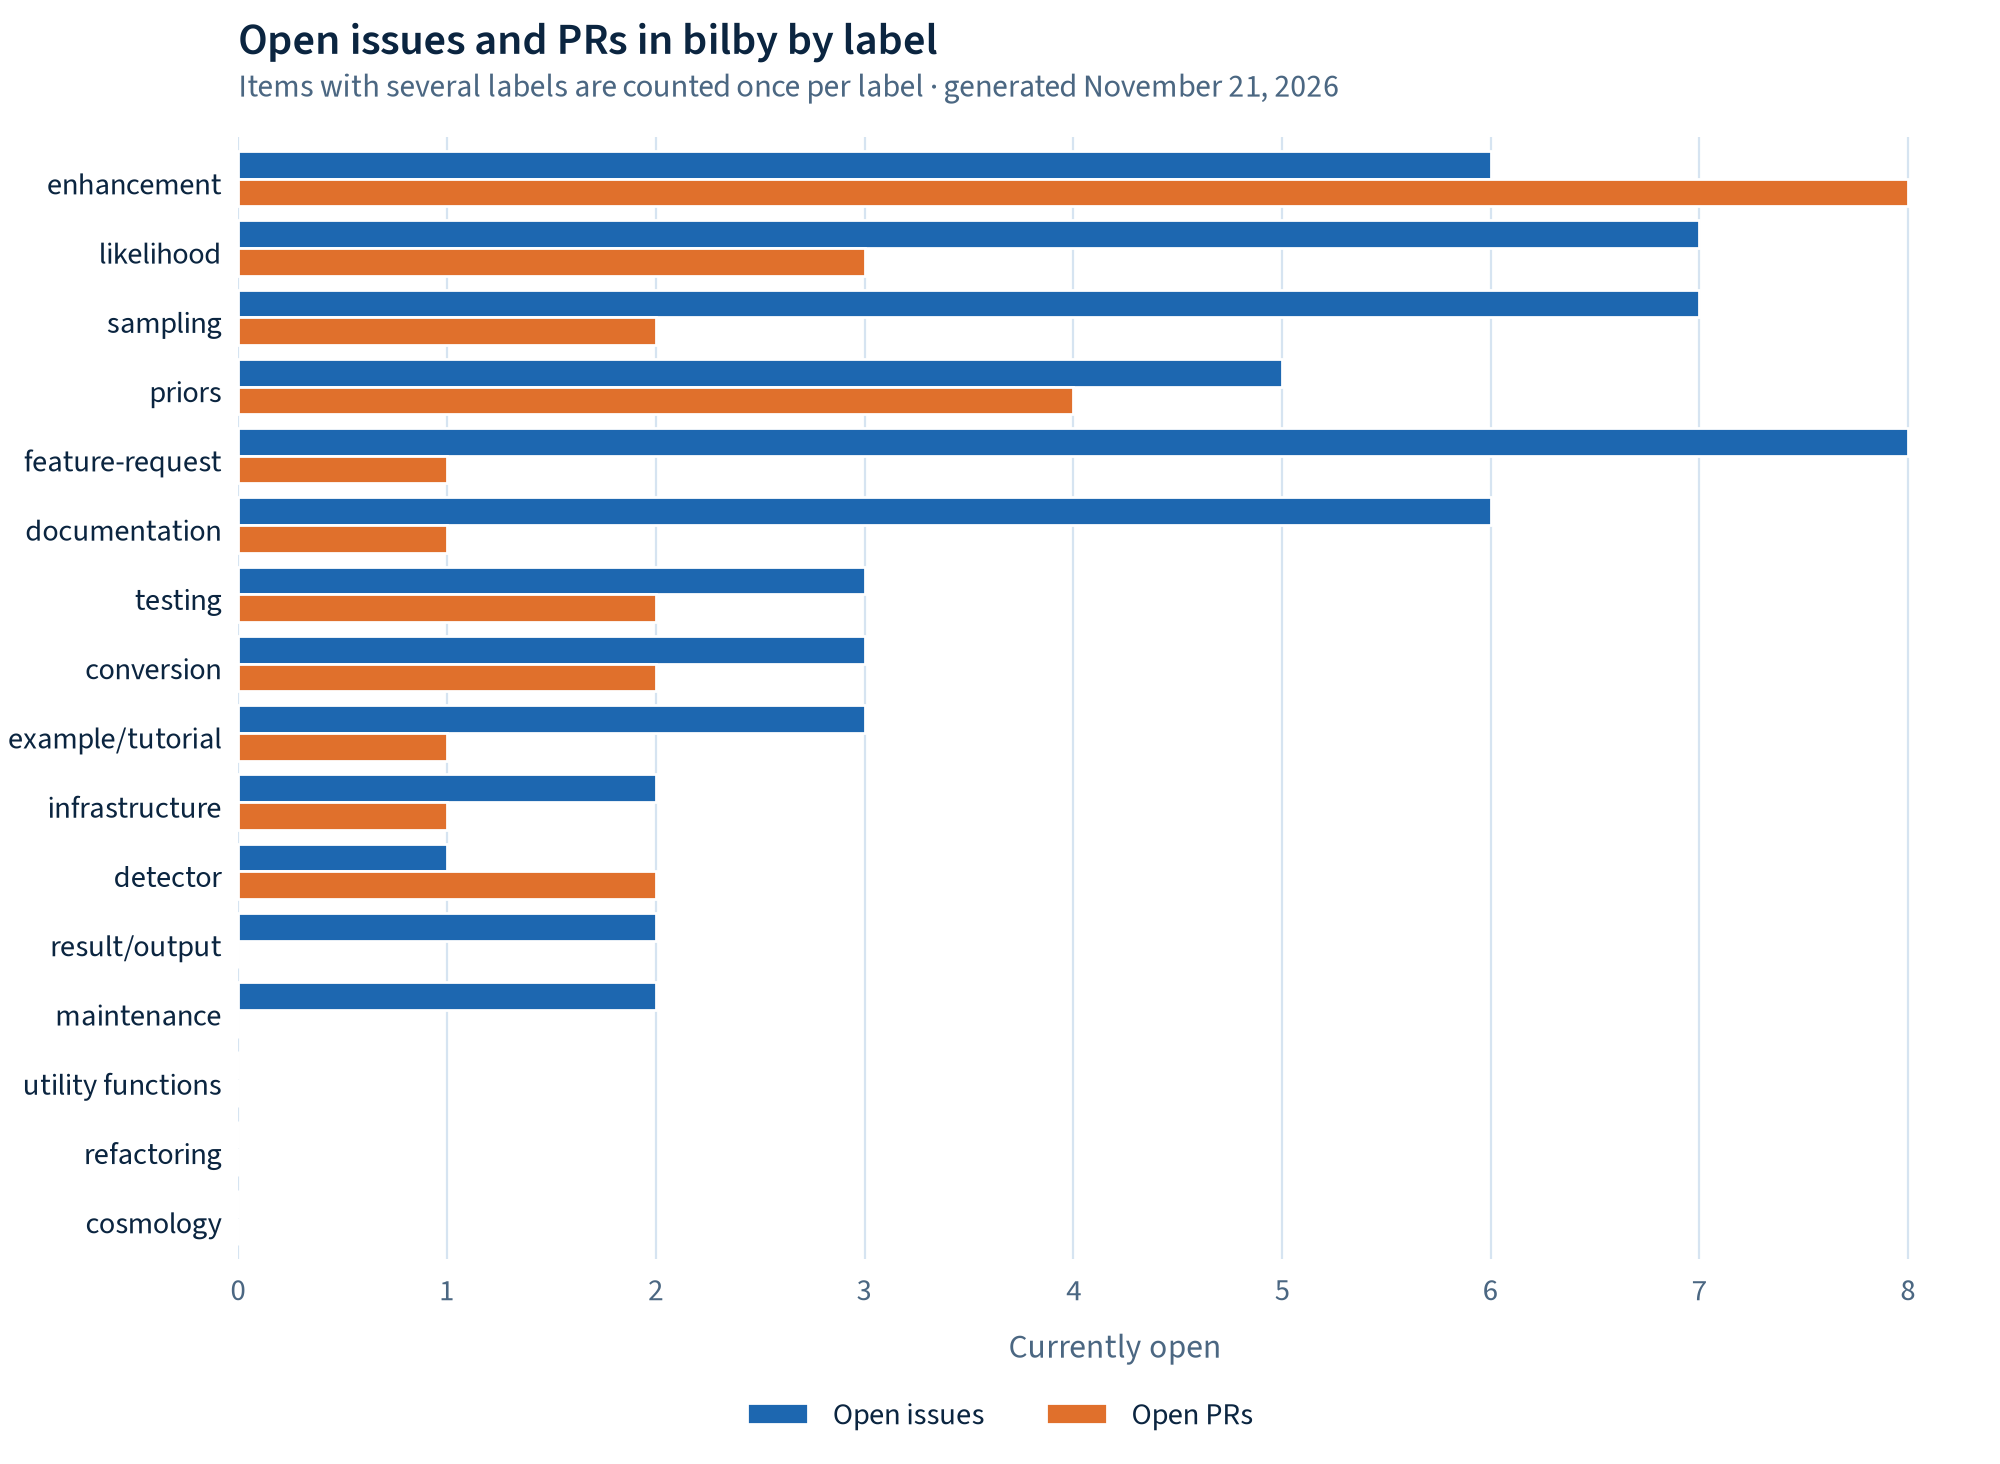 Open issues and PRs in bilby by label
Items with several labels are counted once per label · generated November 21, 2026
enhancement
likelihood
sampling
priors
feature-request
documentation
testing
conversion
example/tutorial
infrastructure
detector
result/output
maintenance
utility functions
refactoring
cosmology
0 1 2 3 4 5 6 7 8
Currently open
Open issues Open PRs